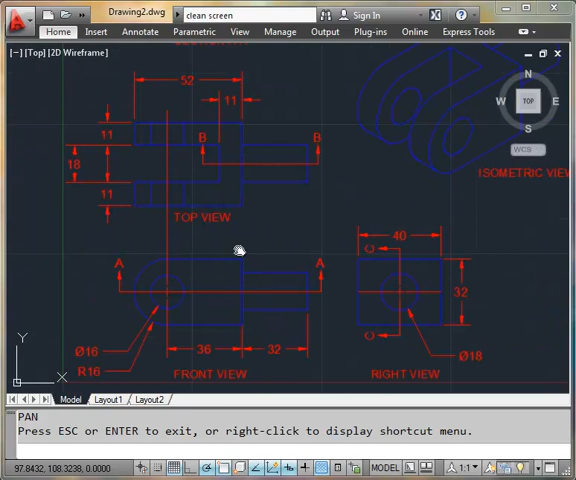 Drawing2.dwg
clean screen
Sign In
Home Insert Annotate Parametric View Manage Output Plug-ins Online Express Tools
[−] [Top] [2D Wireframe]
N
W TOP E
S
WCS
52
11
11
B B
18
11
TOP VIEW
ISOMETRIC VIEW
40
C
A A
32
C
Ø16
R16
36 32
Ø18
FRONT VIEW
RIGHT VIEW
Y
X
Model Layout1 Layout2
PAN
Press ESC or ENTER to exit, or right-click to display shortcut menu.
97.8432, 108.3238, 0.0000
MODEL
1:1